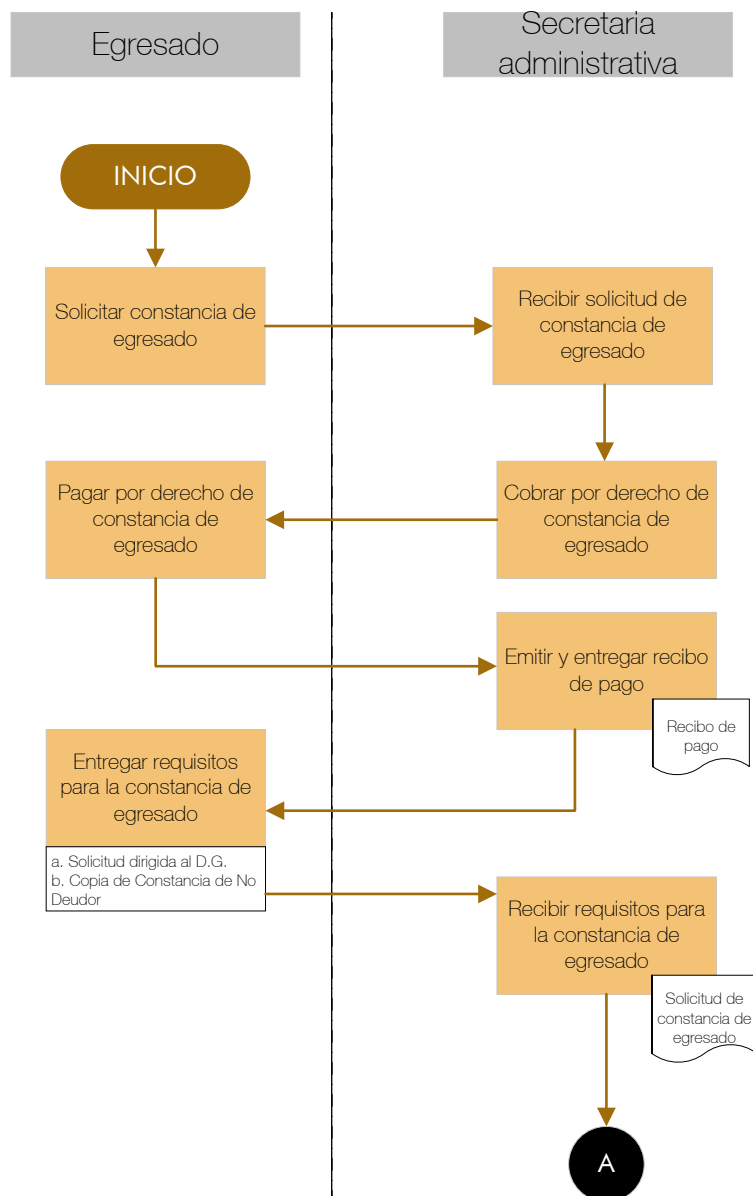 Egresado
Secretaria
administrativa
INICIO
Solicitar constancia de
egresado
Recibir solicitud de
constancia de
egresado
Pagar por derecho de
constancia de
egresado
Cobrar por derecho de
constancia de
egresado
Emitir y entregar recibo
de pago
Recibo de
pago
Entregar requisitos
para la constancia de
egresado
a. Solicitud dirigida al D.G.
b. Copia de Constancia de No
Deudor
Recibir requisitos para
la constancia de
egresado
Solicitud de
constancia de
egresado
A